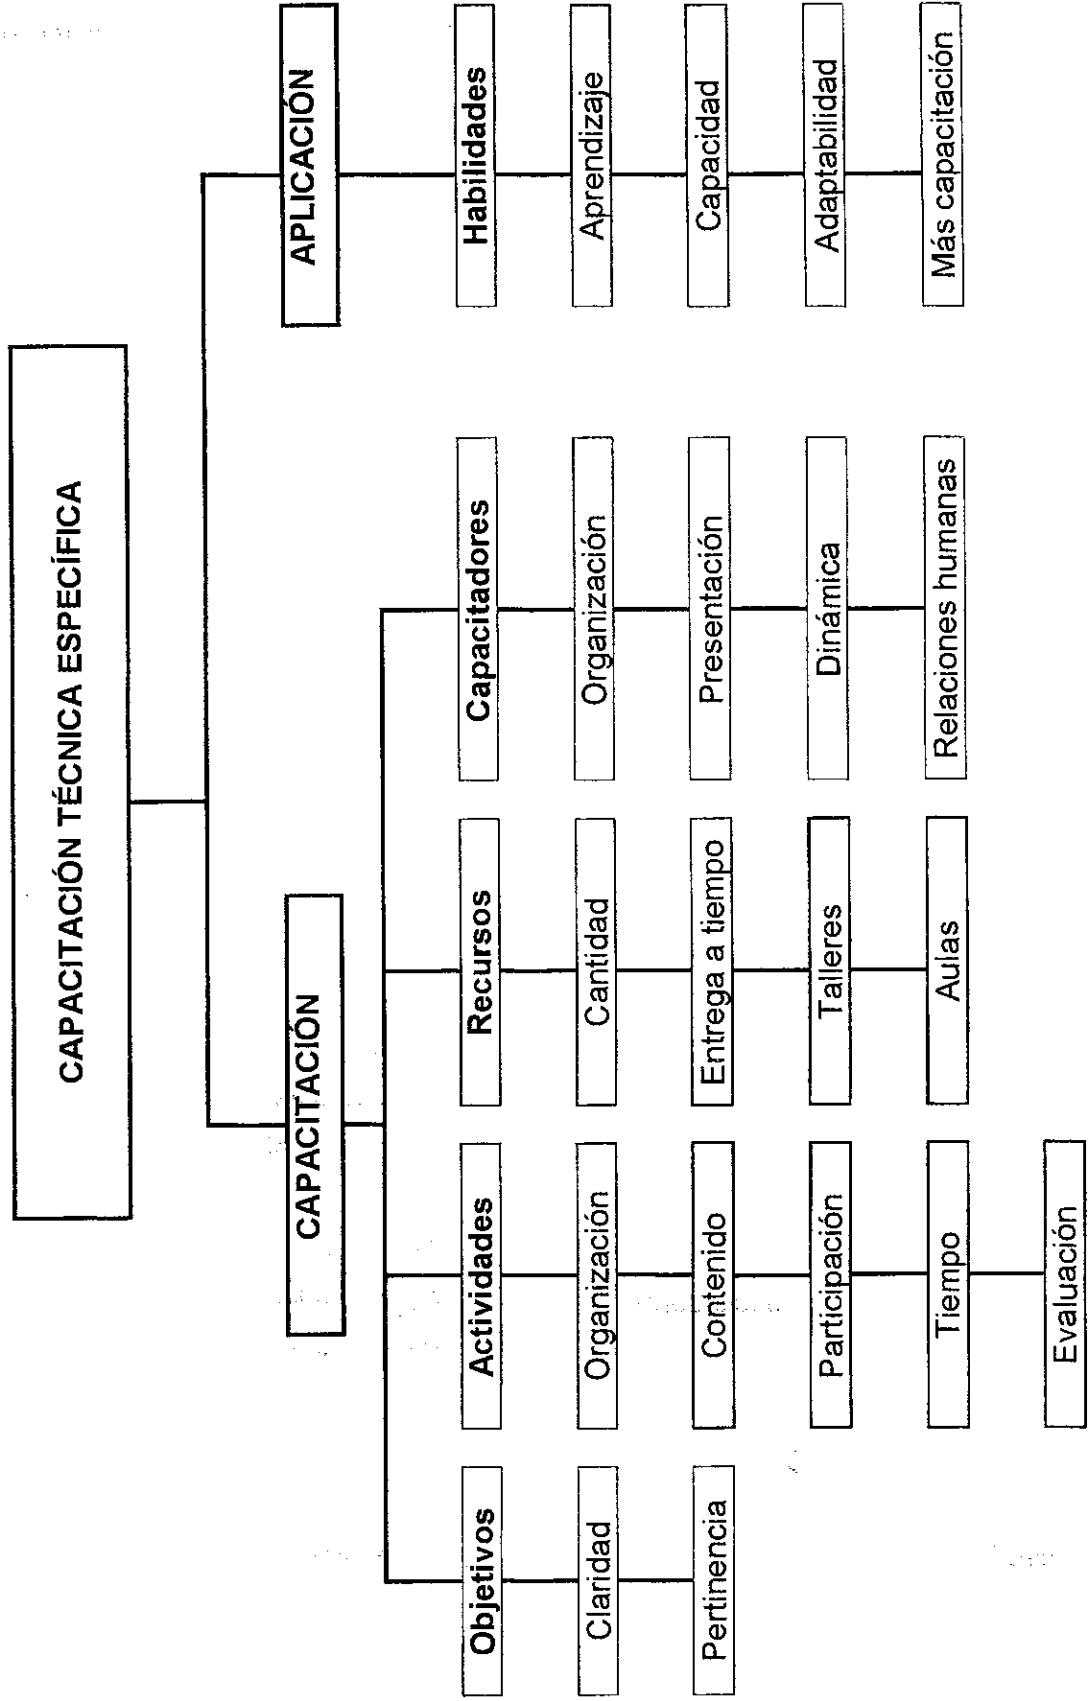 CAPACITACIÓN TÉCNICA ESPECÍFICA
CAPACITACIÓN
APLICACIÓN
Objetivos
Claridad
Pertinencia
Actividades
Organización
Contenido
Participación
Tiempo
Evaluación
Recursos
Cantidad
Entrega a tiempo
Talleres
Aulas
Capacitadores
Organización
Presentación
Dinámica
Relaciones humanas
Habilidades
Aprendizaje
Capacidad
Adaptabilidad
Más capacitación